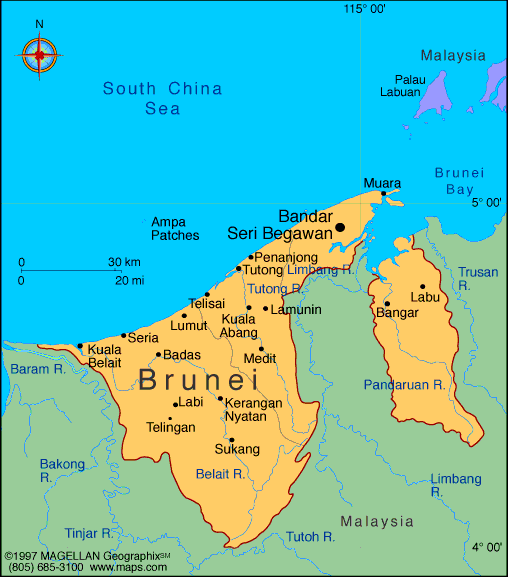 115° 00'
N
Malaysia
South China
Sea
Palau
Labuan
Brunei
Bay
Muara
5° 00'
Ampa
Patches
Bandar
Seri Begawan
0 30 km
0 20 mi
Panjong
Tutong
Limbang R.
Trusan
R.
Tutong R.
Telisai
Labu
Bangar
Lamunin
Lumut
Kuala
Abang
Seria
Kuala
Belait
Badas
Medit
Baram R.
Brunei
Pandaruan R.
Labi
Kerangan
Nyatan
Telingan
Sukang
Bakong
R.
Belait R.
Limbang
R.
Malaysia
Tinjar R.
Tutoh R.
4° 00'
©1997 MAGELLAN Geographix℠
(805) 685-3100 www.maps.com